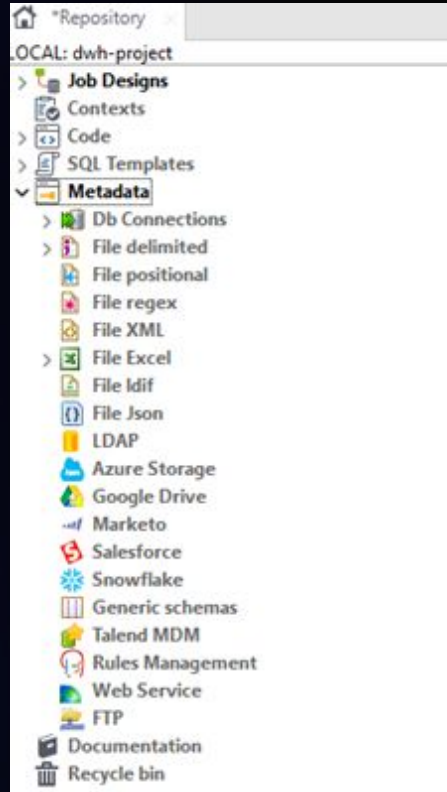 *Repository
LOCAL: dwh-project
Job Designs
Contexts
Code
SQL Templates
Metadata
Db Connections
File delimited
File positional
File regex
File XML
File Excel
File ldif
File Json
LDAP
Azure Storage
Google Drive
Marketo
Salesforce
Snowflake
Generic schemas
Talend MDM
Rules Management
Web Service
FTP
Documentation
Recycle bin